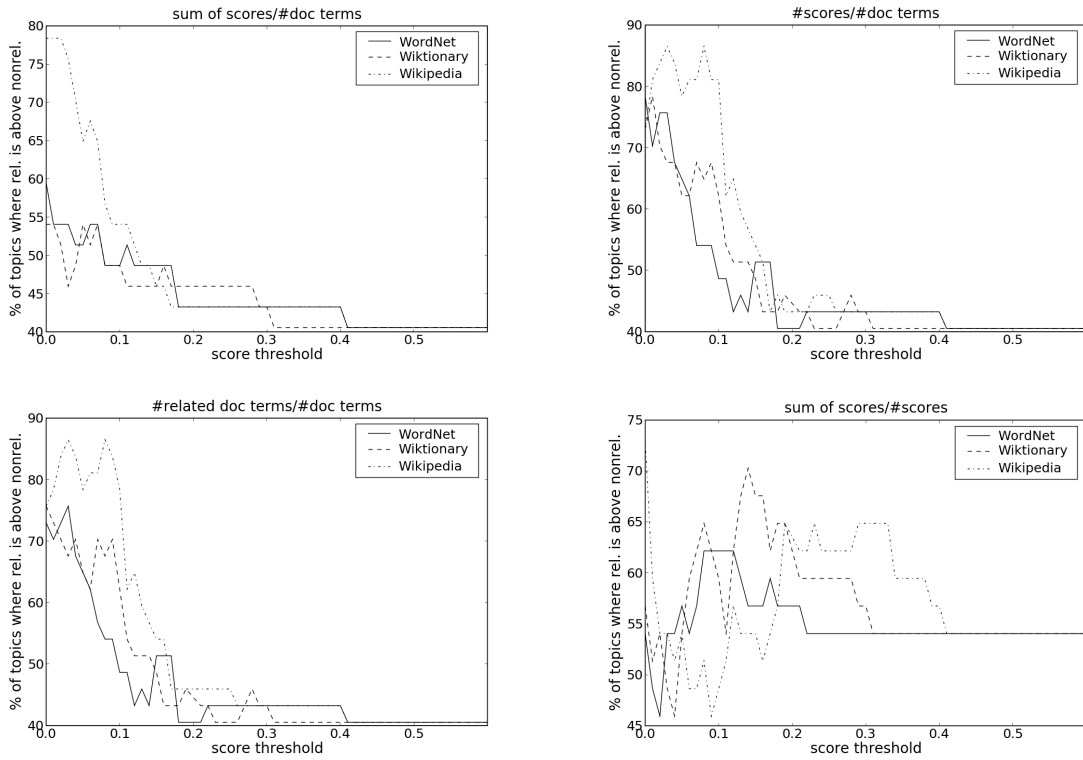 sum of scores/#doc terms
80
75
70
65
60
55
50
45
40
0.0 0.1 0.2 0.3 0.4 0.5
score threshold
% of topics where rel. is above nonrel.
WordNet
Wiktionary
Wikipedia
#scores/#doc terms
90
80
70
60
50
40
0.0 0.1 0.2 0.3 0.4 0.5
score threshold
% of topics where rel. is above nonrel.
WordNet
Wiktionary
Wikipedia
#related doc terms/#doc terms
90
80
70
60
50
40
0.0 0.1 0.2 0.3 0.4 0.5
score threshold
% of topics where rel. is above nonrel.
WordNet
Wiktionary
Wikipedia
sum of scores/#scores
75
70
65
60
55
50
45
0.0 0.1 0.2 0.3 0.4 0.5
score threshold
% of topics where rel. is above nonrel.
WordNet
Wiktionary
Wikipedia